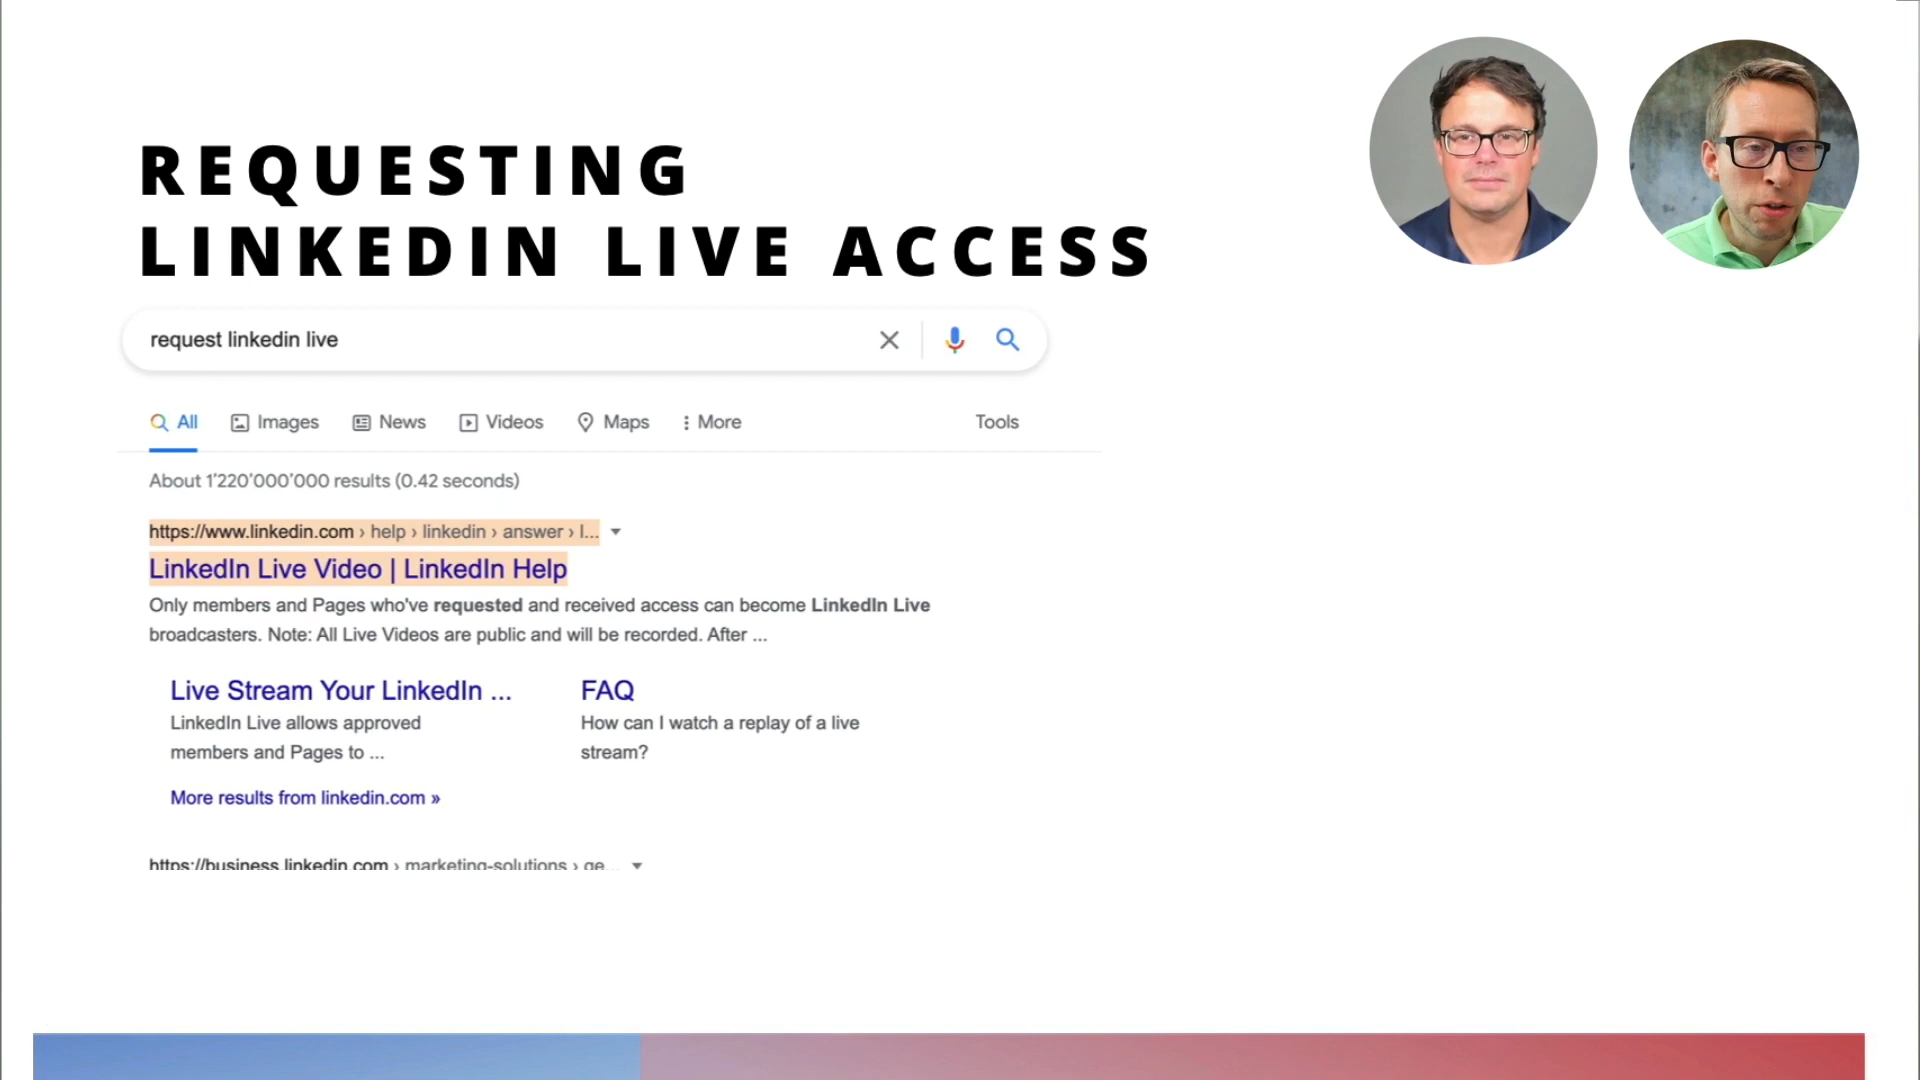 REQUESTING
LINKEDIN LIVE ACCESS
request linkedin live
All Images News Videos Maps More Tools
About 1'220'000'000 results (0.42 seconds)
https://www.linkedin.com › help › linkedin › answer › l...
LinkedIn Live Video | LinkedIn Help
Only members and Pages who've requested and received access can become LinkedIn Live
broadcasters. Note: All Live Videos are public and will be recorded. After ...
Live Stream Your LinkedIn ... FAQ
LinkedIn Live allows approved How can I watch a replay of a live
members and Pages to ... stream?
More results from linkedin.com »
https://business.linkedin.com › marketing-solutions › ge...